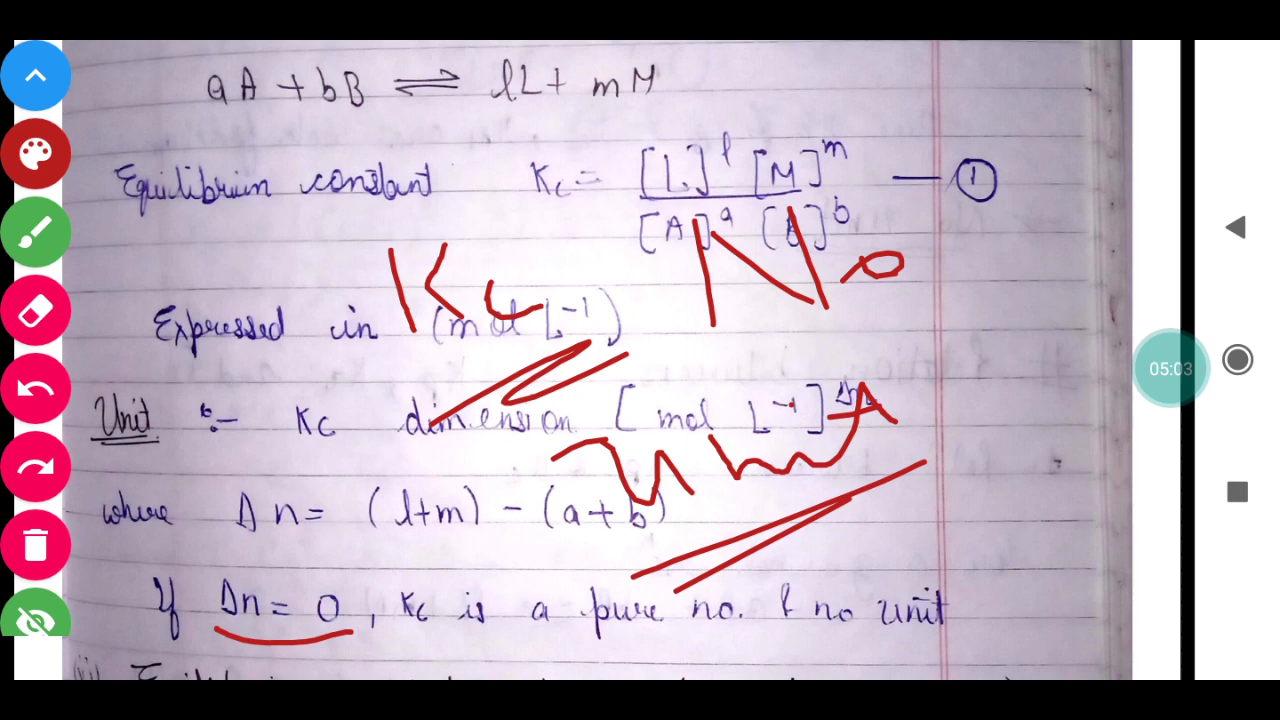 aA + bB ⇌ lL + mM
Equilibrium constant Kc = [L]^l [M]^m / [A]^a [B]^b — ①
Kc No
Expressed in (mol L⁻¹)
Unit :- Kc dimension [mol L⁻¹]^Δn
where Δn = (l+m) - (a+b)
If Δn = 0, Kc is a pure no. & no unit
05:03